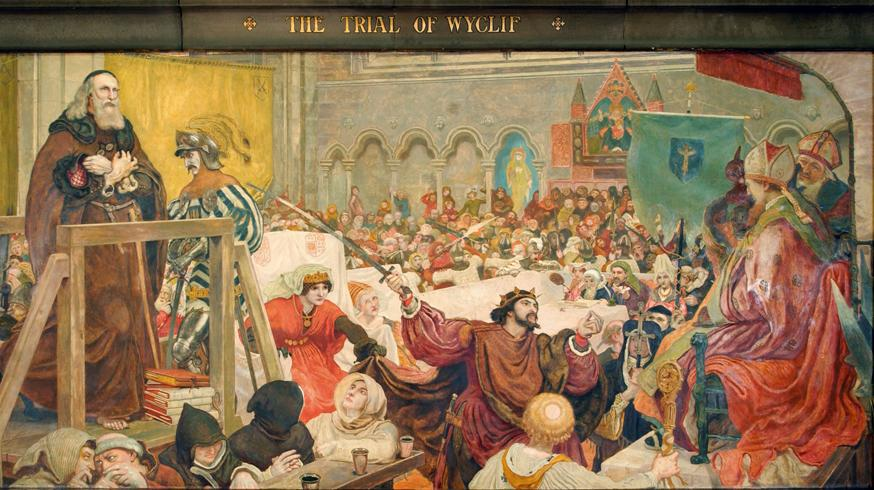 THE TRIAL OF WYCLIF